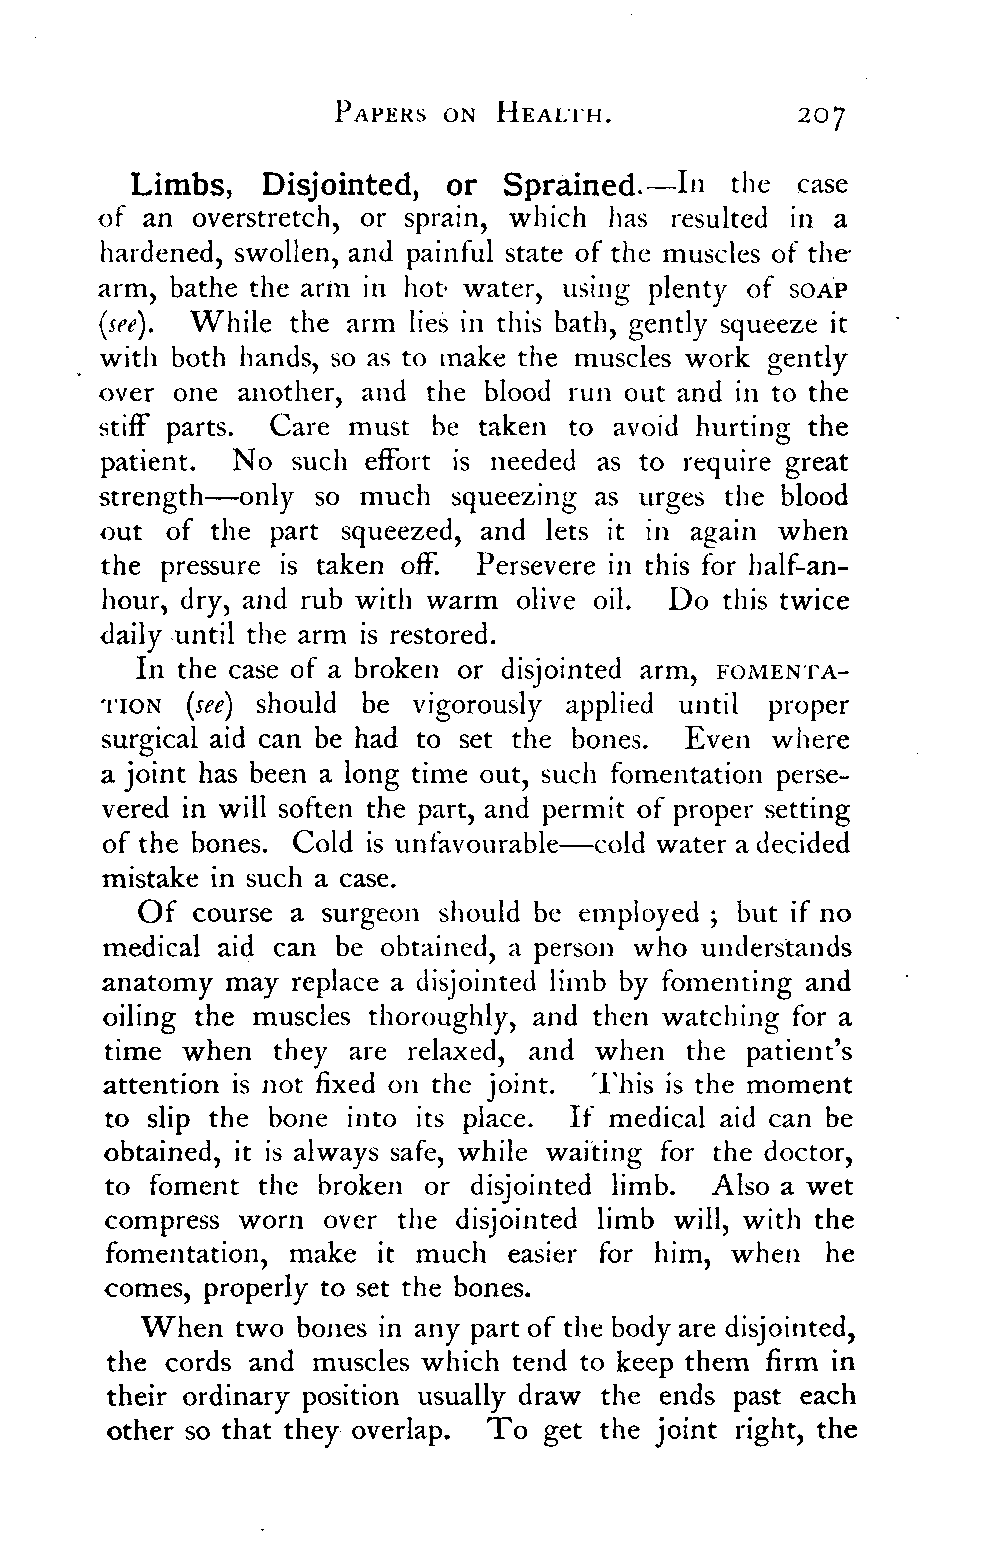 PAPERS ON HEALTH. 207
Limbs, Disjointed, or Sprained.—In the case
of an overstretch, or sprain, which has resulted in a
hardened, swollen, and painful state of the muscles of the
arm, bathe the arm in hot water, using plenty of SOAP
(see). While the arm lies in this bath, gently squeeze it
with both hands, so as to make the muscles work gently
over one another, and the blood run out and in to the
stiff parts. Care must be taken to avoid hurting the
patient. No such effort is needed as to require great
strength—only so much squeezing as urges the blood
out of the part squeezed, and lets it in again when
the pressure is taken off. Persevere in this for half-an-
hour, dry, and rub with warm olive oil. Do this twice
daily until the arm is restored.
In the case of a broken or disjointed arm, FOMENTA-
TION (see) should be vigorously applied until proper
surgical aid can be had to set the bones. Even where
a joint has been a long time out, such fomentation perse-
vered in will soften the part, and permit of proper setting
of the bones. Cold is unfavourable—cold water a decided
mistake in such a case.
Of course a surgeon should be employed ; but if no
medical aid can be obtained, a person who understands
anatomy may replace a disjointed limb by fomenting and
oiling the muscles thoroughly, and then watching for a
time when they are relaxed, and when the patient's
attention is not fixed on the joint. This is the moment
to slip the bone into its place. If medical aid can be
obtained, it is always safe, while waiting for the doctor,
to foment the broken or disjointed limb. Also a wet
compress worn over the disjointed limb will, with the
fomentation, make it much easier for him, when he
comes, properly to set the bones.
When two bones in any part of the body are disjointed,
the cords and muscles which tend to keep them firm in
their ordinary position usually draw the ends past each
other so that they overlap. To get the joint right, the